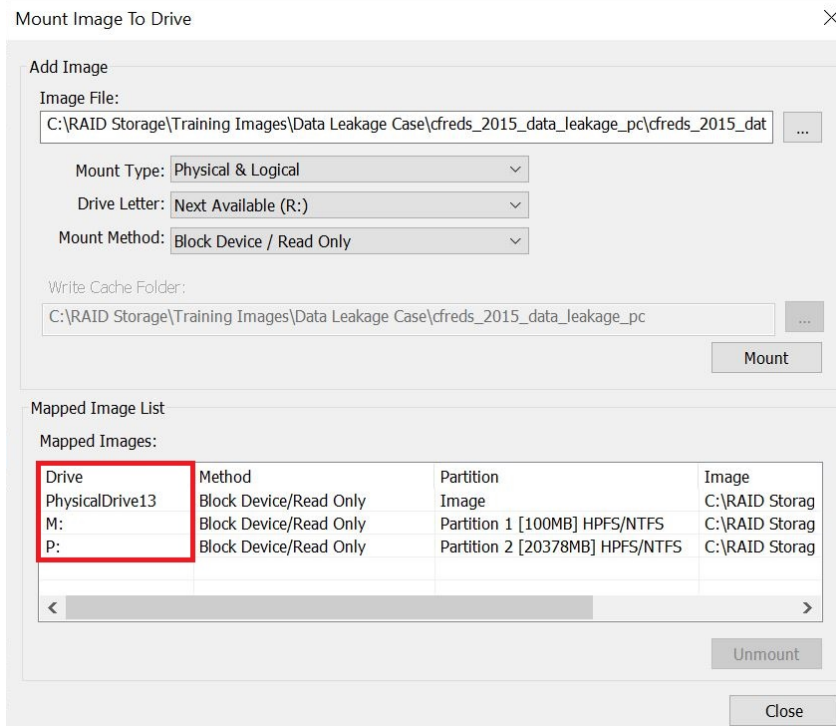 Mount Image To Drive
Add Image
Image File:
C:\RAID Storage\Training Images\Data Leakage Case\cfreds_2015_data_leakage_pc\cfreds_2015_dat ...
Mount Type: Physical & Logical
Drive Letter: Next Available (R:)
Mount Method: Block Device / Read Only
Write Cache Folder:
C:\RAID Storage\Training Images\Data Leakage Case\cfreds_2015_data_leakage_pc ...
Mount
Mapped Image List
Mapped Images:
Drive Method Partition Image
PhysicalDrive13 Block Device/Read Only Image C:\RAID Storag
M: Block Device/Read Only Partition 1 [100MB] HPFS/NTFS C:\RAID Storag
P: Block Device/Read Only Partition 2 [20378MB] HPFS/NTFS C:\RAID Storag
Unmount
Close